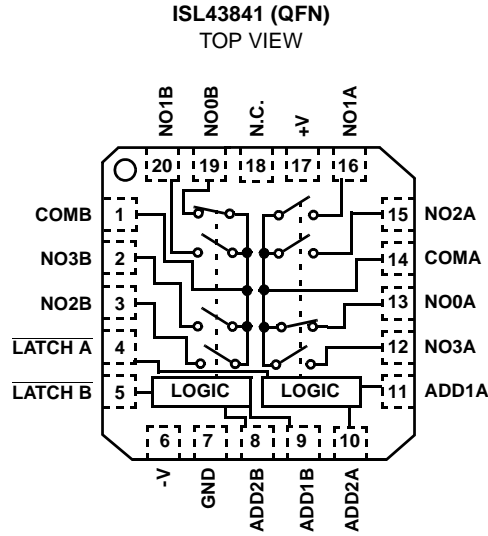 ISL43841 (QFN)
TOP VIEW
NO1B
NO0B
N.C.
+V
NO1A
20 19 18 17 16
COMB 1
15 NO2A
NO3B 2
14 COMA
NO2B 3
13 NO0A
LATCH A 4
12 NO3A
LATCH B 5
LOGIC LOGIC
11 ADD1A
6 7 8 9 10
-V
GND
ADD2B
ADD1B
ADD2A